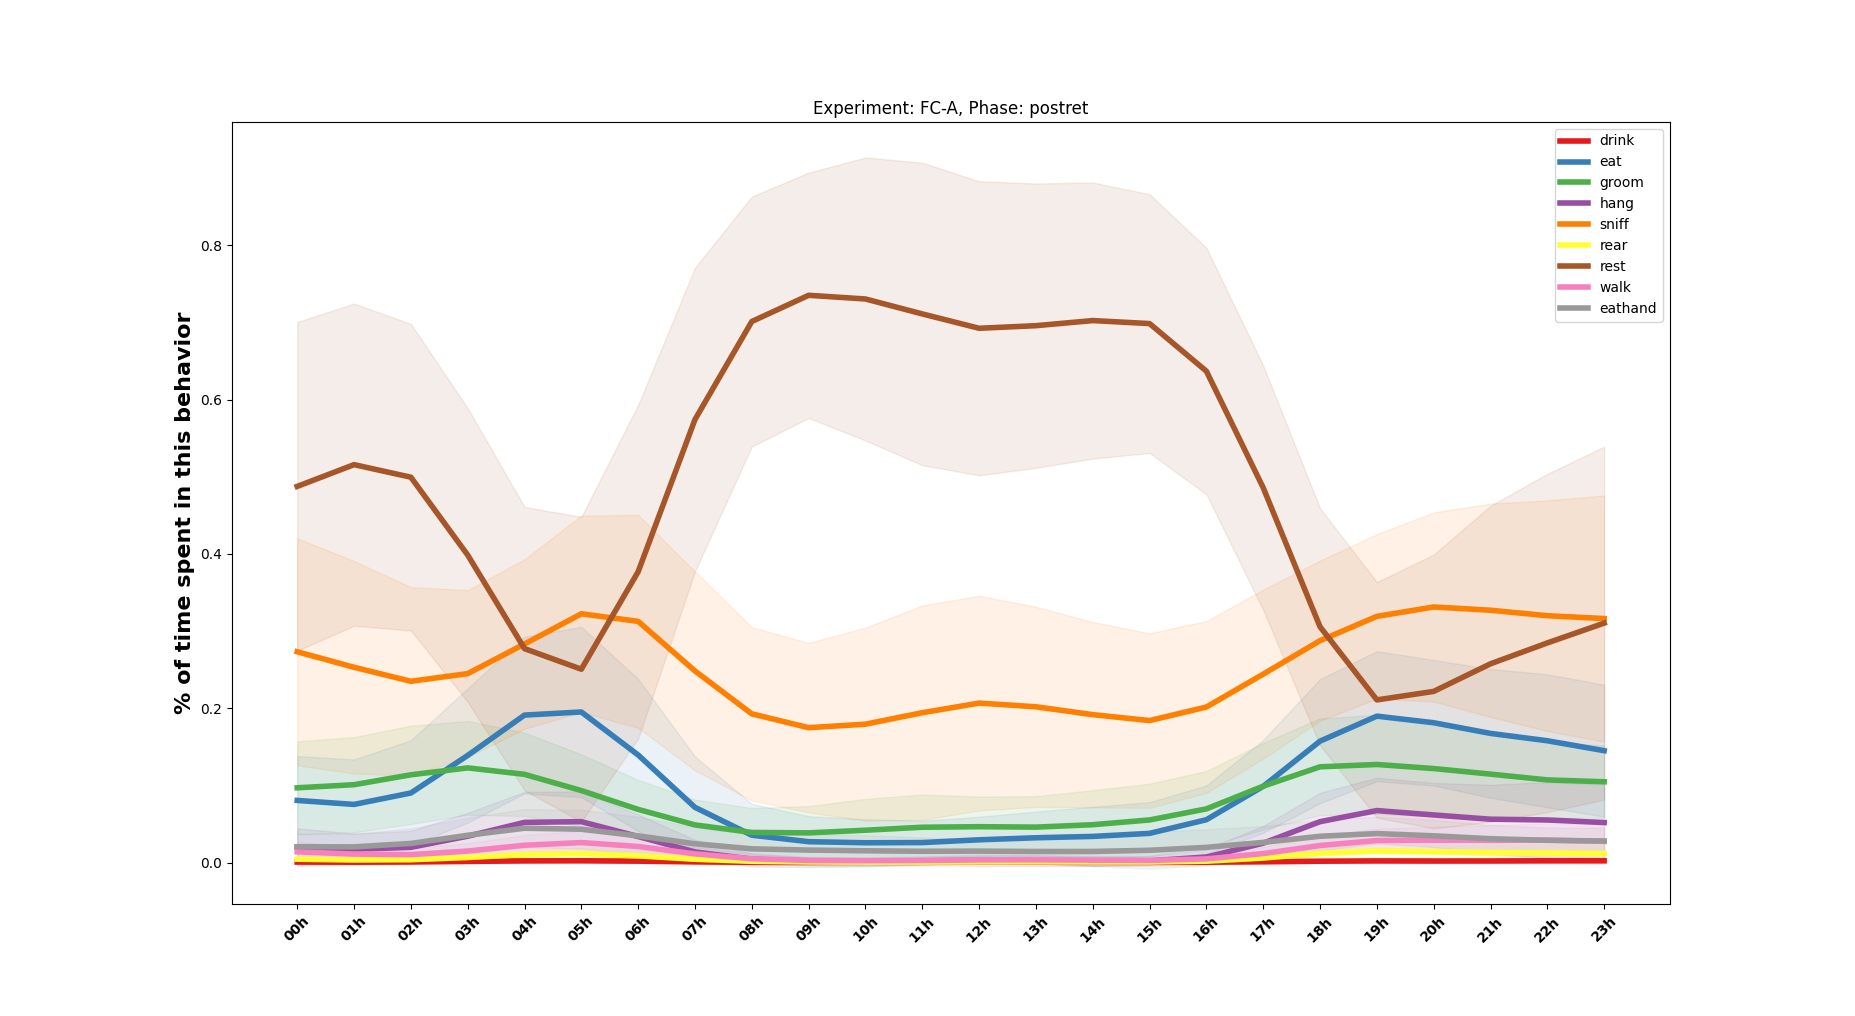 Experiment: FC-A, Phase: postret
drink
eat
groom
hang
sniff
rear
rest
walk
eathand
% of time spent in this behavior
0.8
0.6
0.4
0.2
0.0
00h 01h 02h 03h 04h 05h 06h 07h 08h 09h 10h 11h 12h 13h 14h 15h 16h 17h 18h 19h 20h 21h 22h 23h